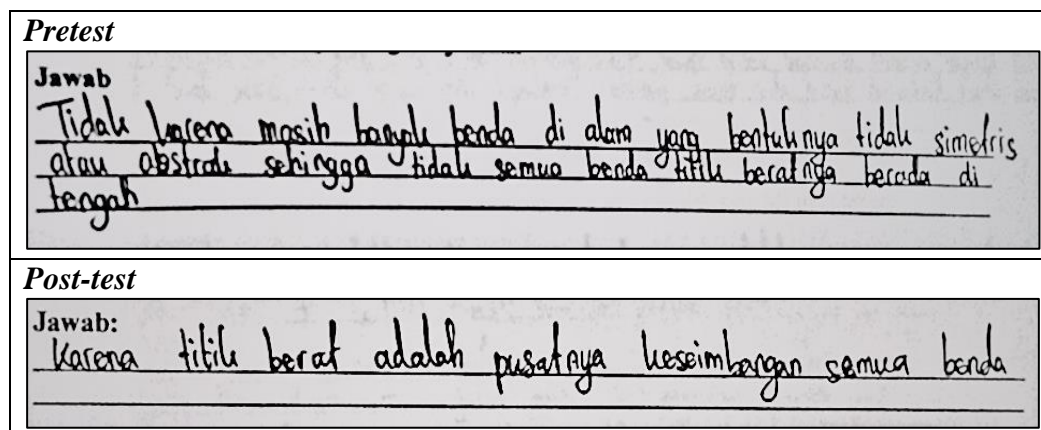 Pretest
Jawab
Tidak karena masih banyak benda di alam yang bentuknya tidak simetris
atau abstrak sehingga tidak semua benda titik beratnya berada di
tengah
Post-test
Jawab:
Karena titik berat adalah pusatnya keseimbangan semua benda